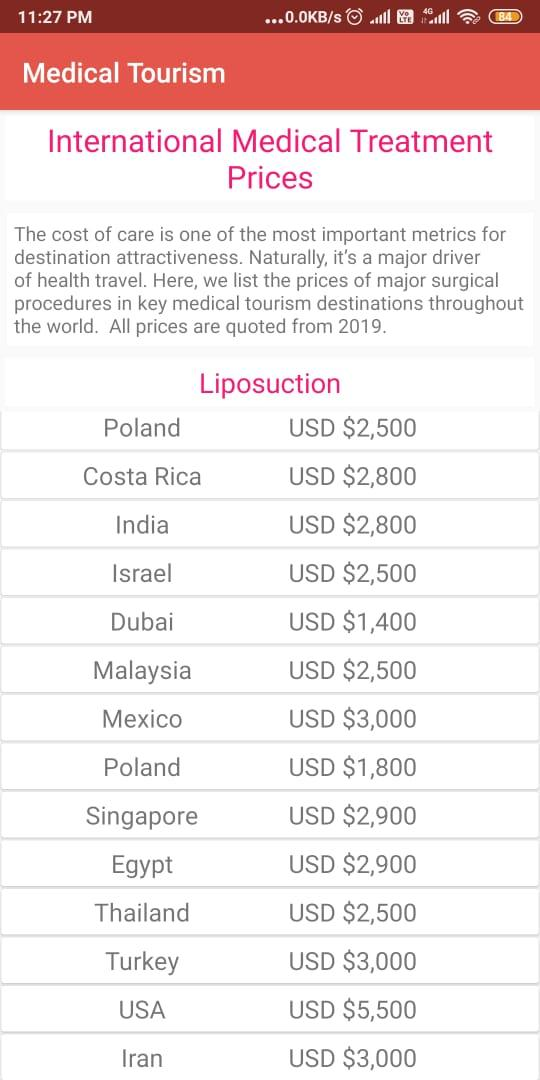 11:27 PM ...0.0KB/s Vo LTE 4G 84
Medical Tourism
International Medical Treatment
Prices
The cost of care is one of the most important metrics for
destination attractiveness. Naturally, it’s a major driver
of health travel. Here, we list the prices of major surgical
procedures in key medical tourism destinations throughout
the world.  All prices are quoted from 2019.
Liposuction
Poland USD $2,500
Costa Rica USD $2,800
India USD $2,800
Israel USD $2,500
Dubai USD $1,400
Malaysia USD $2,500
Mexico USD $3,000
Poland USD $1,800
Singapore USD $2,900
Egypt USD $2,900
Thailand USD $2,500
Turkey USD $3,000
USA USD $5,500
Iran USD $3,000